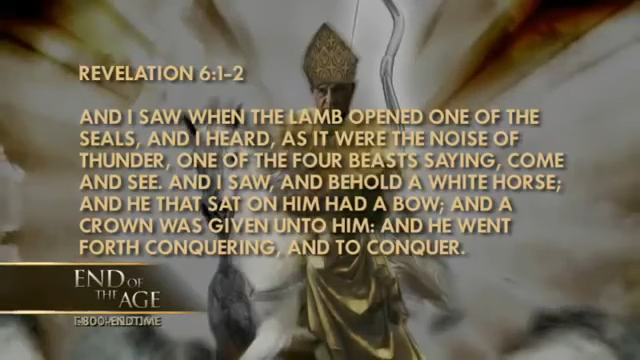 REVELATION 6:1-2
AND I SAW WHEN THE LAMB OPENED ONE OF THE
SEALS, AND I HEARD, AS IT WERE THE NOISE OF
THUNDER, ONE OF THE FOUR BEASTS SAYING, COME
AND SEE. AND I SAW, AND BEHOLD A WHITE HORSE;
AND HE THAT SAT ON HIM HAD A BOW; AND A
CROWN WAS GIVEN UNTO HIM: AND HE WENT
FORTH CONQUERING, AND TO CONQUER.
END OF
THE AGE